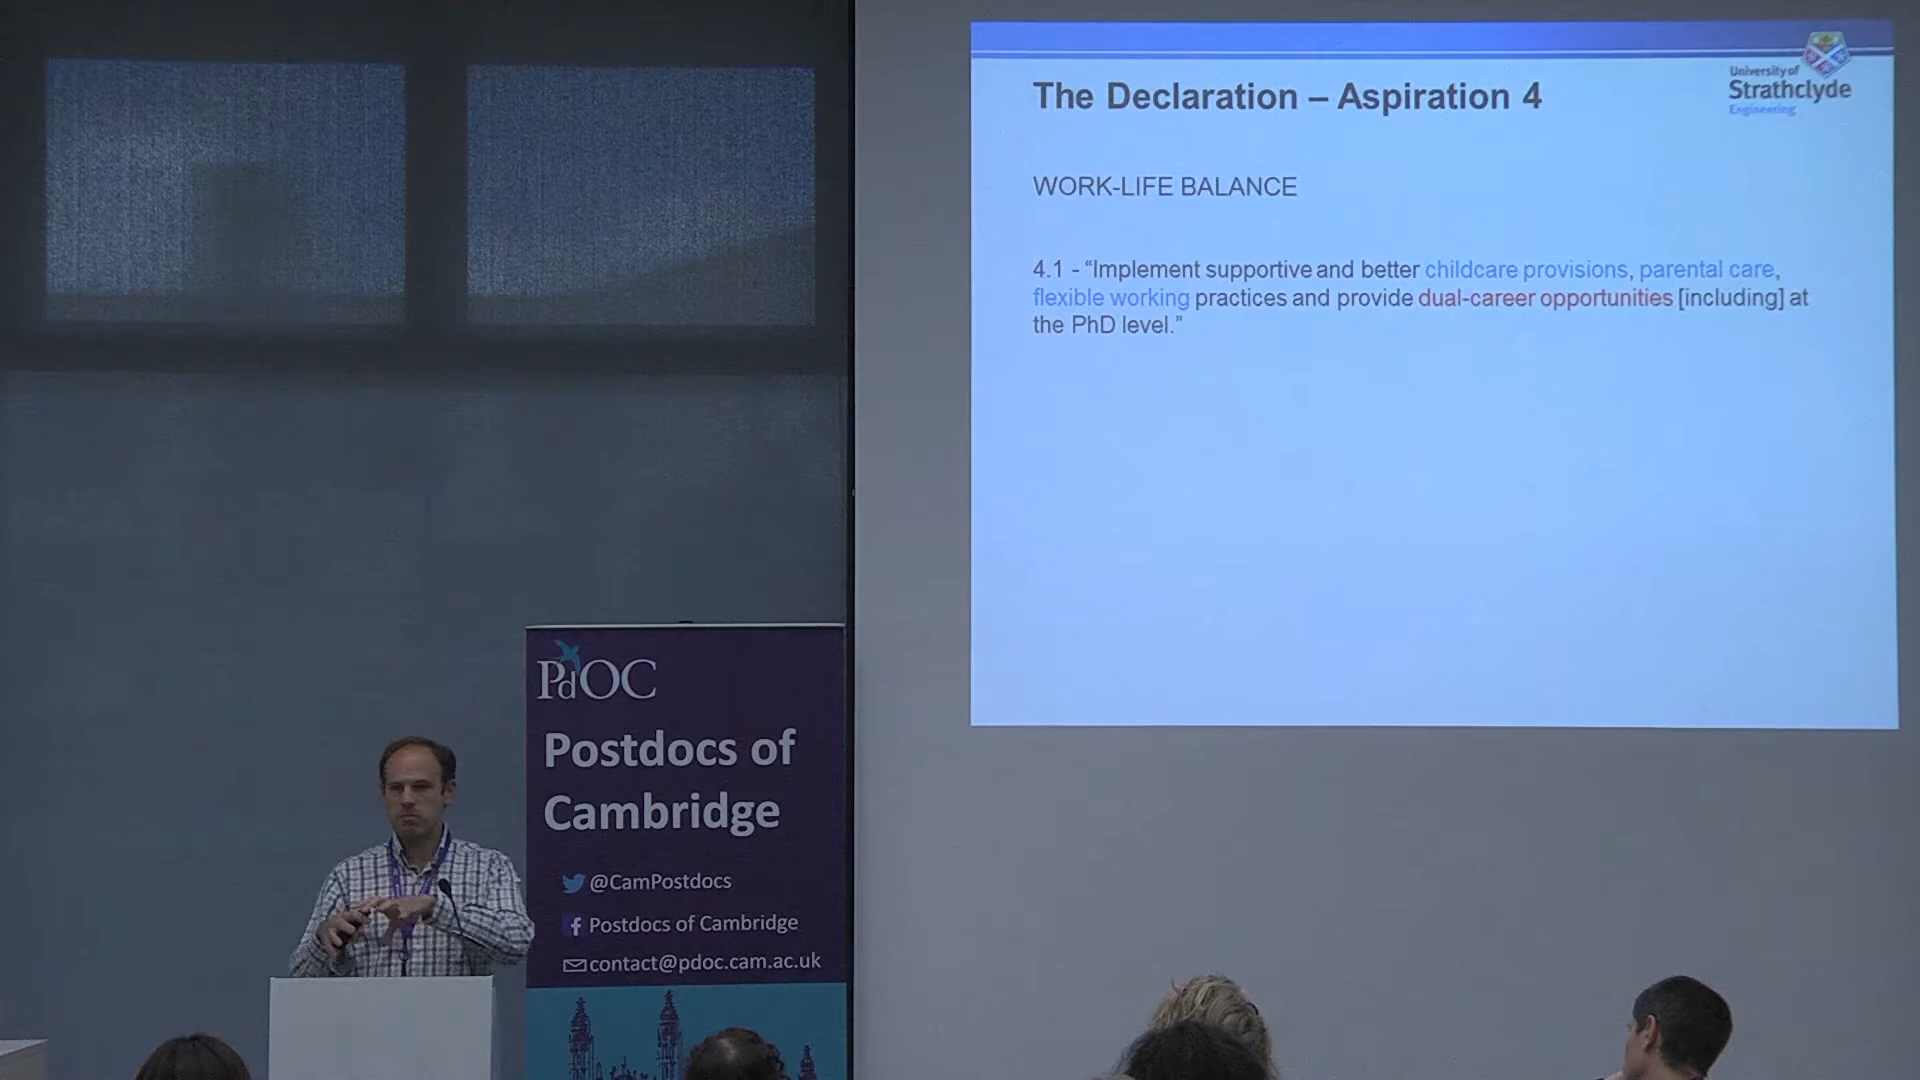 The Declaration – Aspiration 4
University of
Strathclyde
Engineering
WORK-LIFE BALANCE
4.1 - “Implement supportive and better childcare provisions, parental care,
flexible working practices and provide dual-career opportunities [including] at
the PhD level.”
PdOC
Postdocs of
Cambridge
@CamPostdocs
Postdocs of Cambridge
contact@pdoc.cam.ac.uk